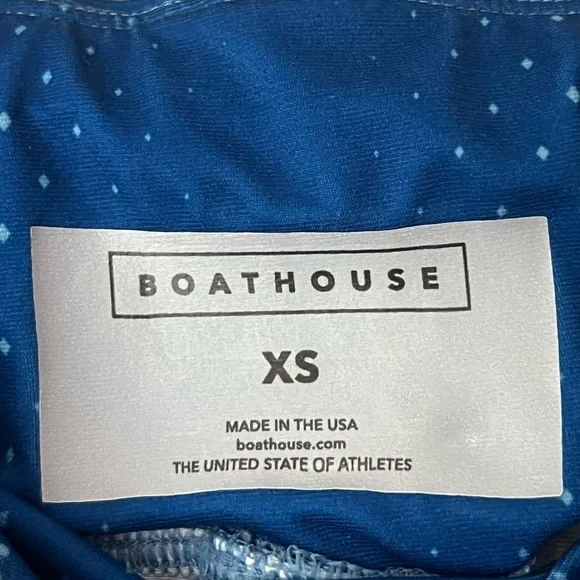 BOATHOUSE
XS
MADE IN THE USA
boathouse.com
THE UNITED STATE OF ATHLETES